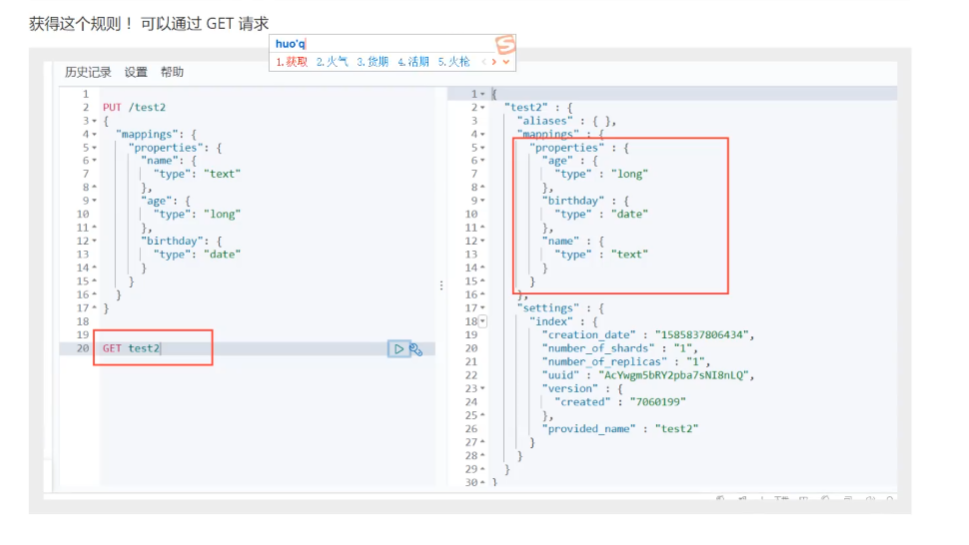 获得这个规则！ 可以通过 GET 请求
huo'q
1.获取 2.火气 3.货期 4.活期 5.火枪
历史记录 设置 帮助
1
2 PUT /test2
3 {
4 "mappings": {
5 "properties": {
6 "name": {
7 "type": "text"
8 },
9 "age": {
10 "type": "long"
11 },
12 "birthday": {
13 "type": "date"
14 }
15 }
16 }
17 }
18
19
20 GET test2
1 {
2 "test2" : {
3 "aliases" : { },
4 "mappings" : {
5 "properties" : {
6 "age" : {
7 "type" : "long"
8 },
9 "birthday" : {
10 "type" : "date"
11 },
12 "name" : {
13 "type" : "text"
14 }
15 }
16 },
17 "settings" : {
18 "index" : {
19 "creation_date" : "1585837806434",
20 "number_of_shards" : "1",
21 "number_of_replicas" : "1",
22 "uuid" : "AcYwgm5bRY2pba7sNI8nLQ",
23 "version" : {
24 "created" : "7060199"
25 },
26 "provided_name" : "test2"
27 }
28 }
29 }
30 }